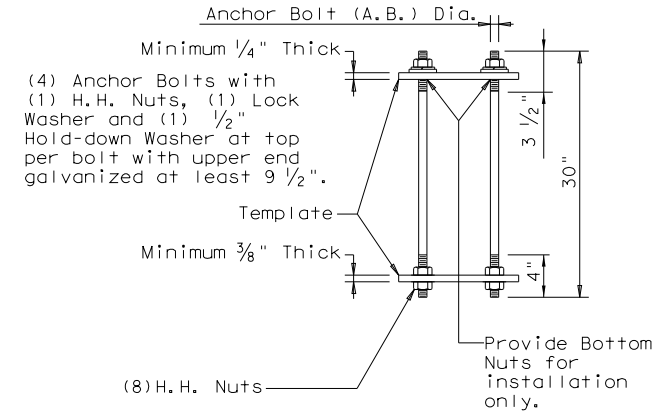 Anchor Bolt (A.B.) Dia.
Minimum 1/4" Thick
(4) Anchor Bolts with
(1) H.H. Nuts, (1) Lock
Washer and (1) 1/2"
Hold-down Washer at top
per bolt with upper end
galvanized at least 9 1/2".
3 1/2"
30"
Template
Minimum 3/8" Thick
4"
Provide Bottom
Nuts for
installation
only.
(8)H.H. Nuts